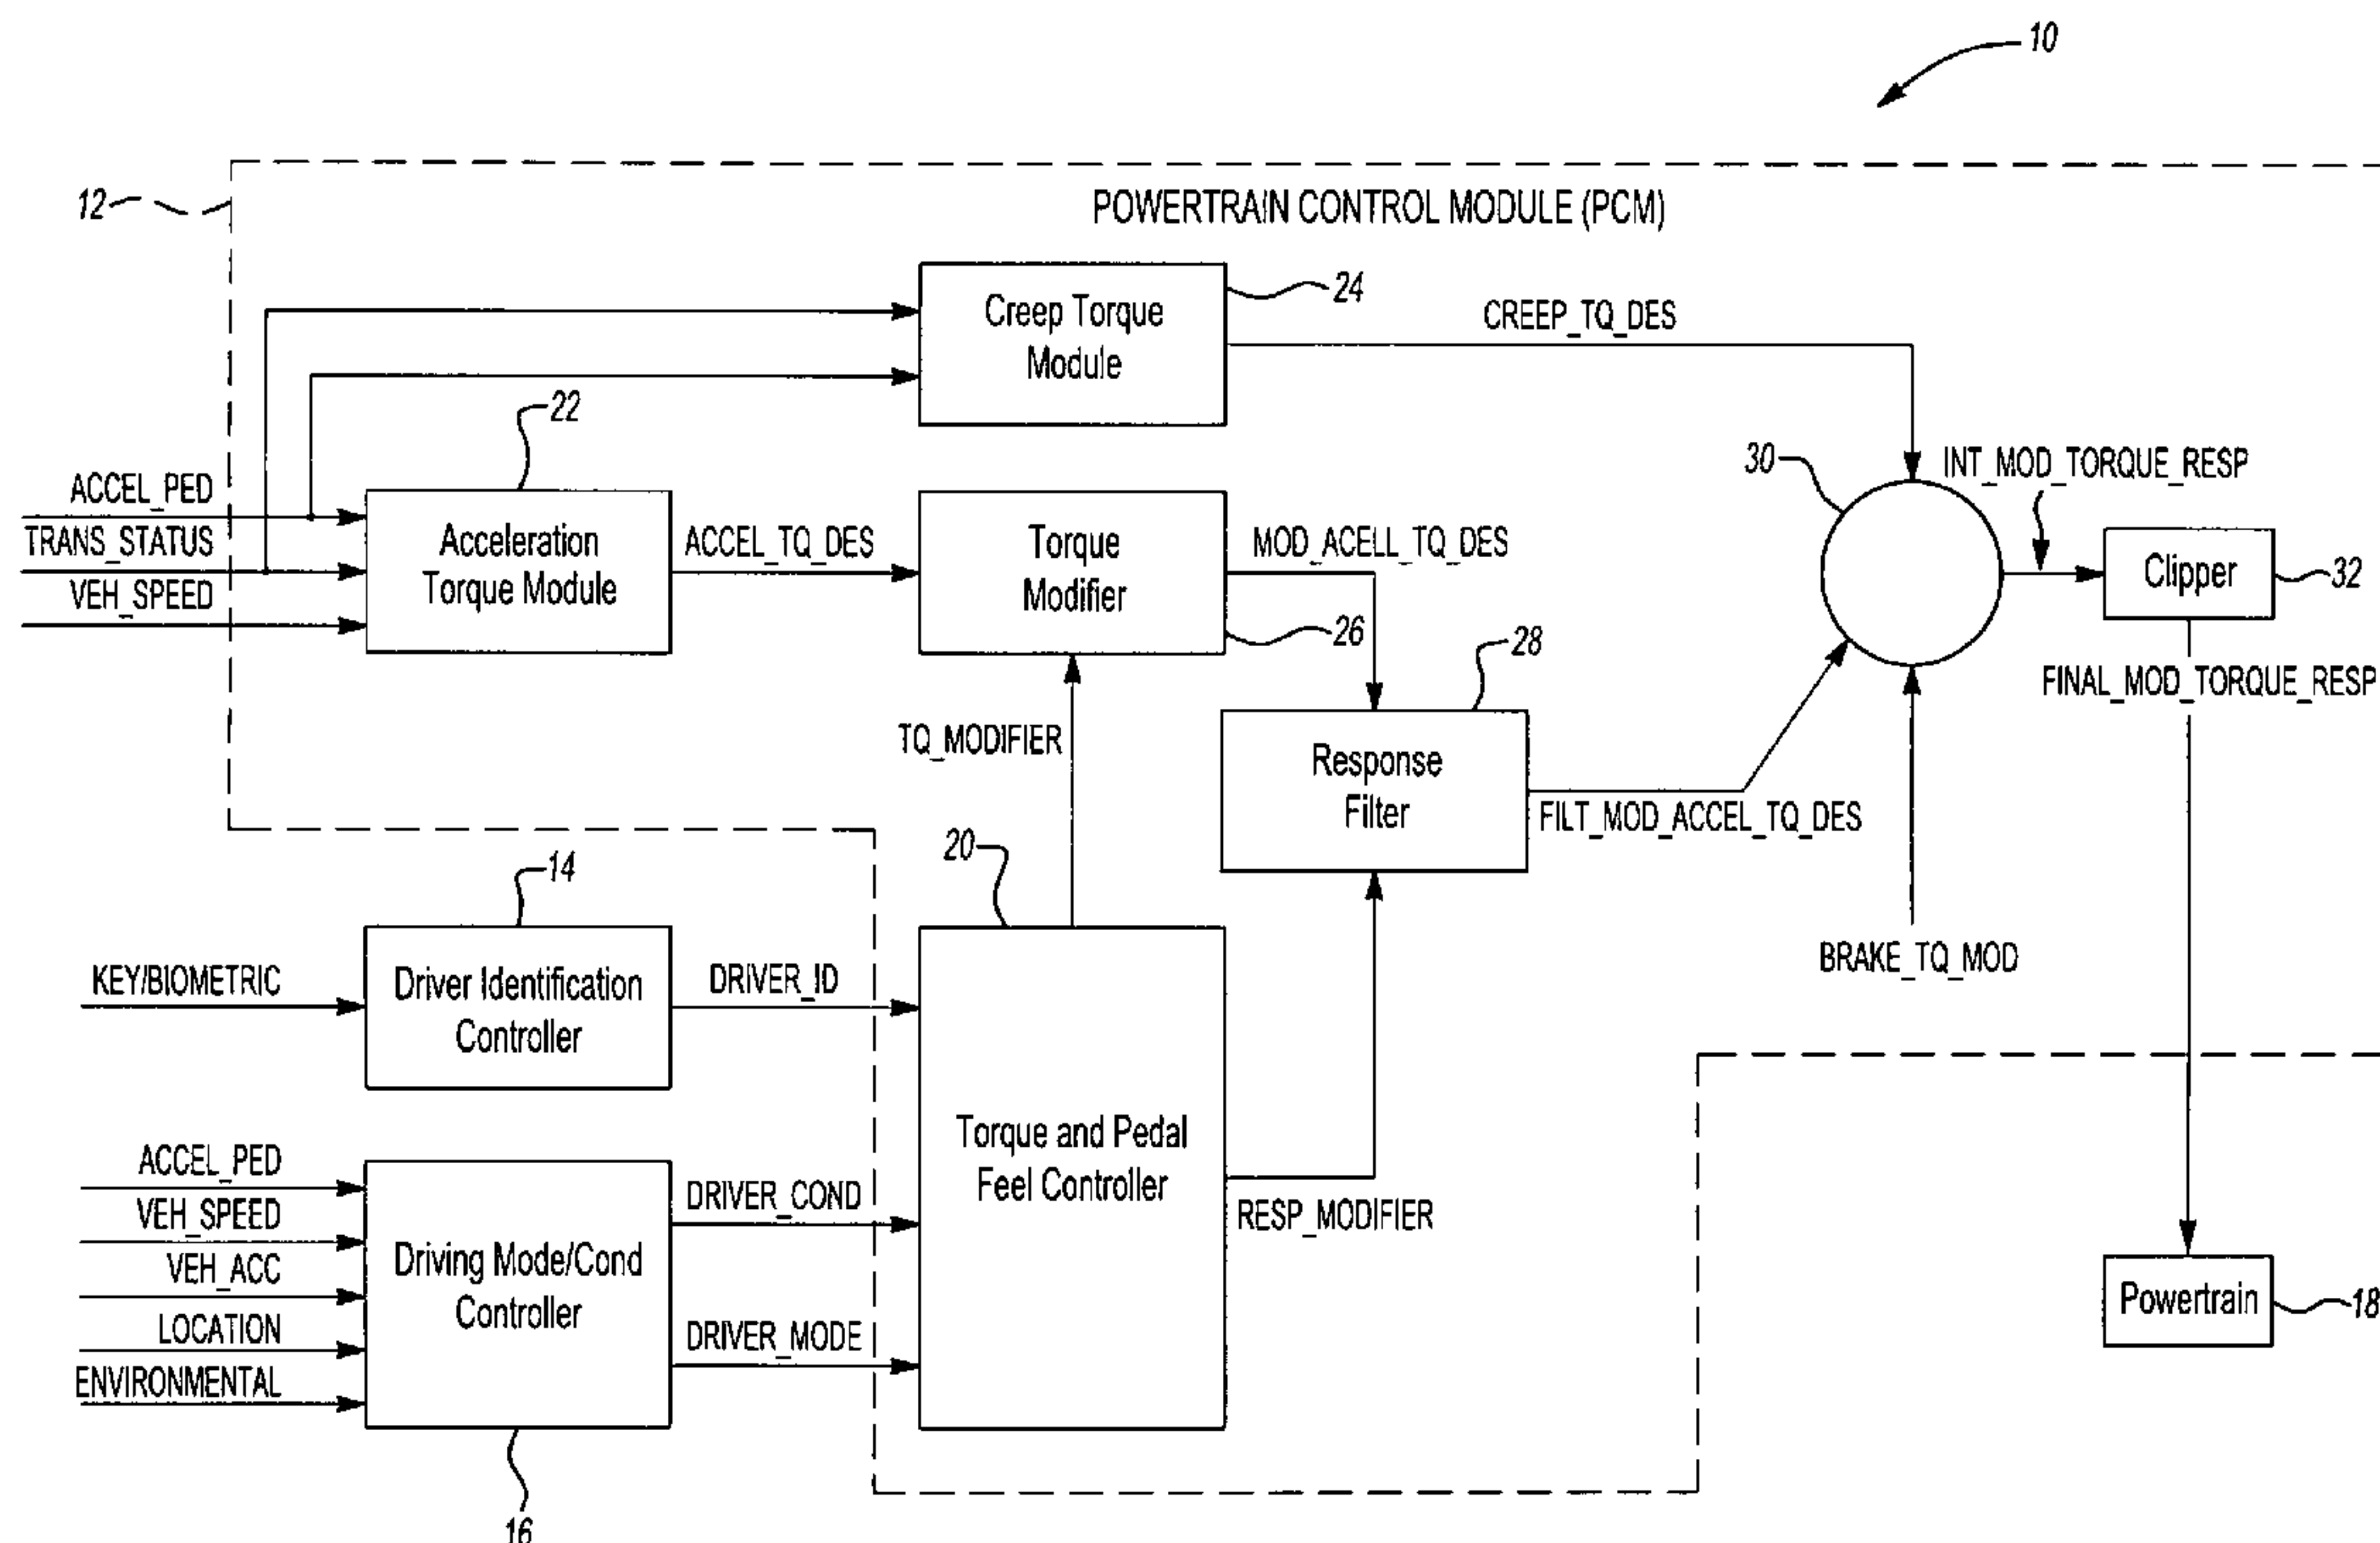 10
12
POWERTRAIN CONTROL MODULE (PCM)
Creep Torque
Module
24
CREEP_TQ_DES
22
ACCEL_PED
TRANS_STATUS
VEH_SPEED
Acceleration
Torque Module
ACCEL_TQ_DES
Torque
Modifier
26
MOD_ACELL_TQ_DES
30
INT_MOD_TORQUE_RESP
Clipper
32
FINAL_MOD_TORQUE_RESP
TQ_MODIFIER
28
Response
Filter
FILT_MOD_ACCEL_TQ_DES
BRAKE_TQ_MOD
14
KEY/BIOMETRIC
Driver Identification
Controller
DRIVER_ID
20
Torque and Pedal
Feel Controller
RESP_MODIFIER
ACCEL_PED
VEH_SPEED
VEH_ACC
LOCATION
ENVIRONMENTAL
Driving Mode/Cond
Controller
DRIVER_COND
DRIVER_MODE
16
Powertrain
18